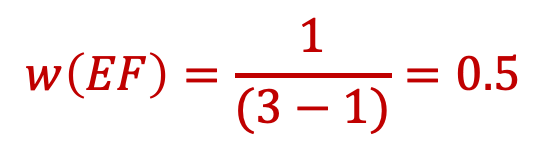 w(EF) = 1/(3 − 1) = 0.5